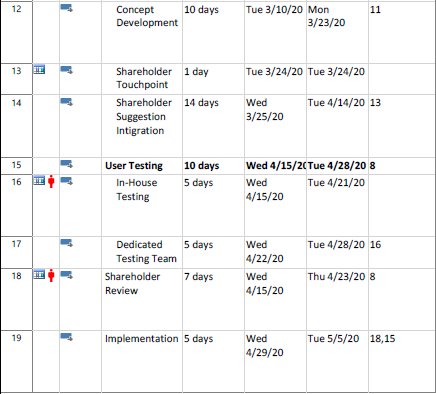 12 Concept Development 10 days Tue 3/10/20 Mon 3/23/20 11
13 Shareholder Touchpoint 1 day Tue 3/24/20 Tue 3/24/20
14 Shareholder Suggestion Intigration 14 days Wed 3/25/20 Tue 4/14/20 13
15 User Testing 10 days Wed 4/15/20 Tue 4/28/20 8
16 In-House Testing 5 days Wed 4/15/20 Tue 4/21/20
17 Dedicated Testing Team 5 days Wed 4/22/20 Tue 4/28/20 16
18 Shareholder Review 7 days Wed 4/15/20 Thu 4/23/20 8
19 Implementation 5 days Wed 4/29/20 Tue 5/5/20 18,15